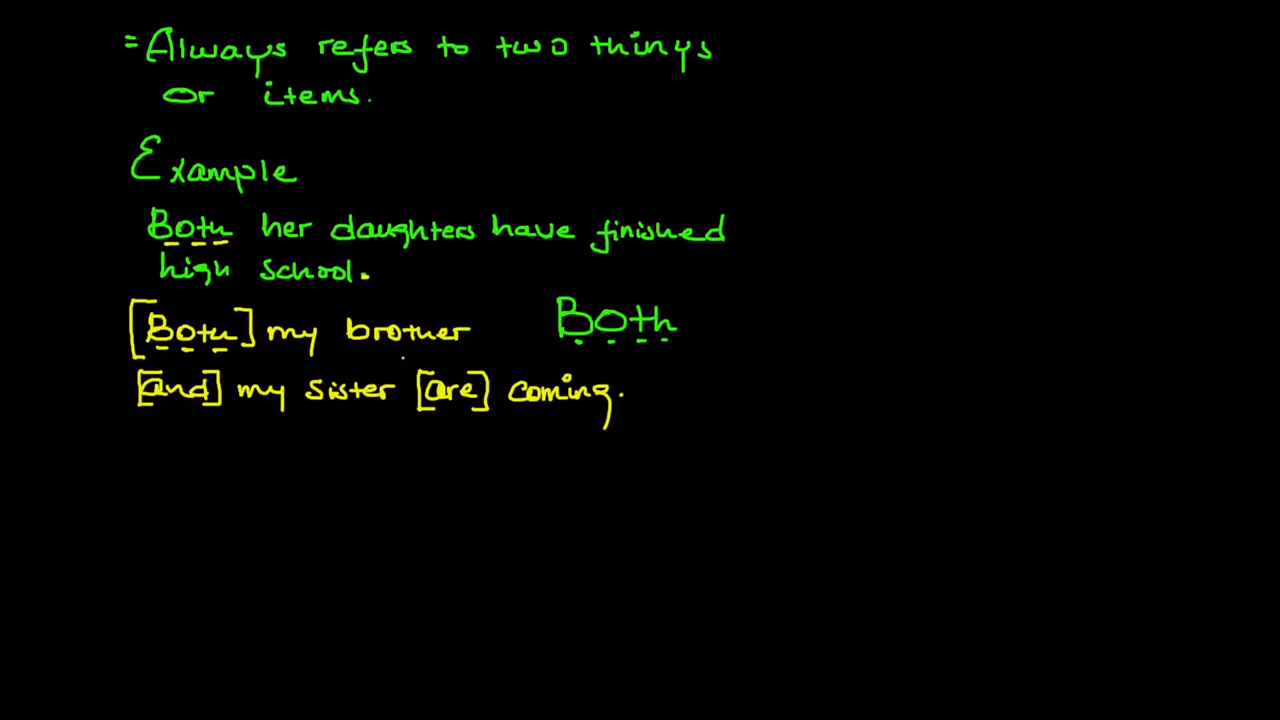 = Always refers to two things
or items.
Example
Both her daughters have finished
high school.
[Both] my brother
Both
[and] my sister [are] coming.